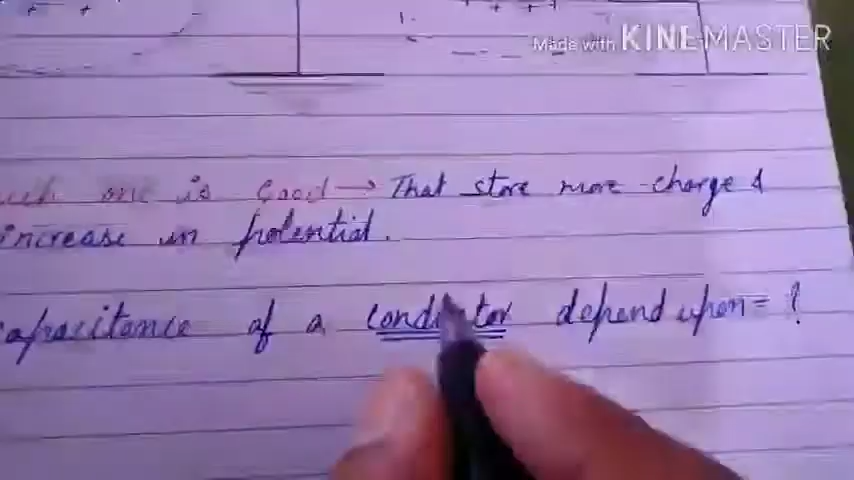 Made with KINEMASTER
one is Good → That store more charge &
increase in potential.
apacitance of a conductor depend upon = ?